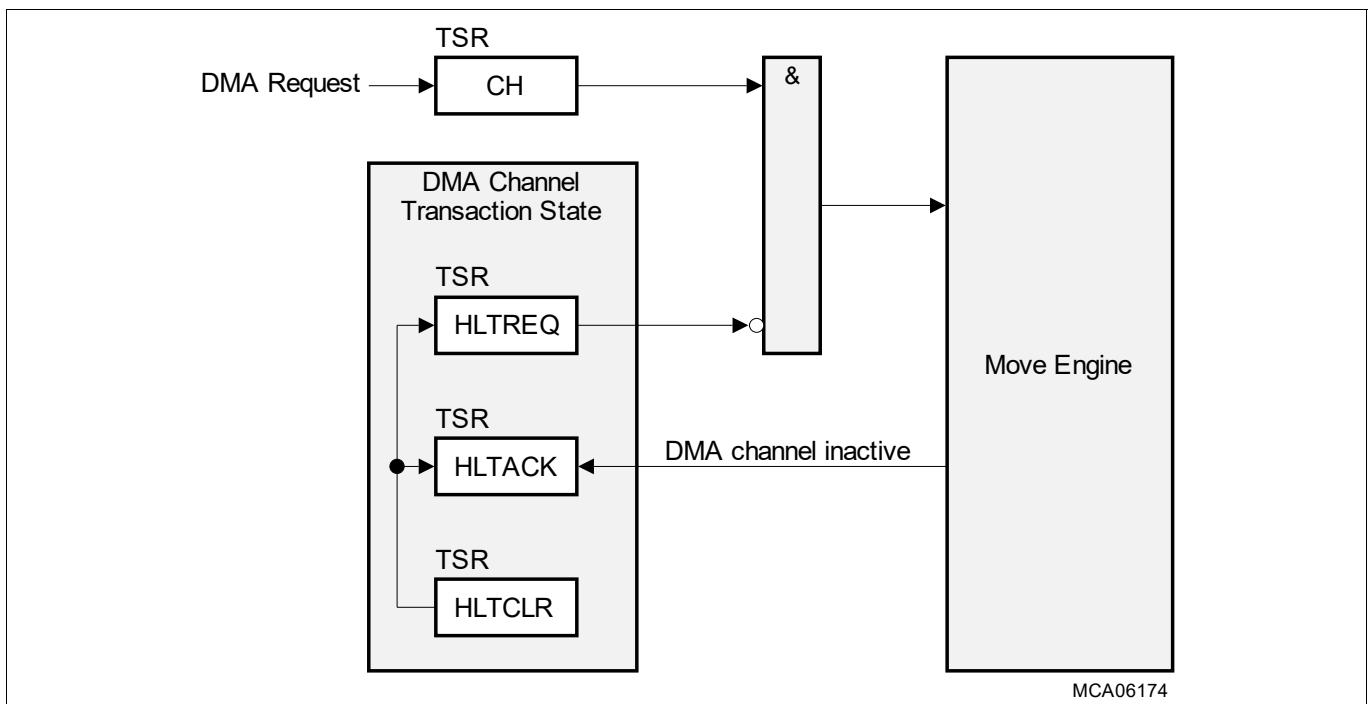 TSR
DMA Request
CH
&
DMA Channel
Transaction State
TSR
HLTREQ
Move Engine
TSR
DMA channel inactive
HLTACK
TSR
HLTCLR
MCA06174